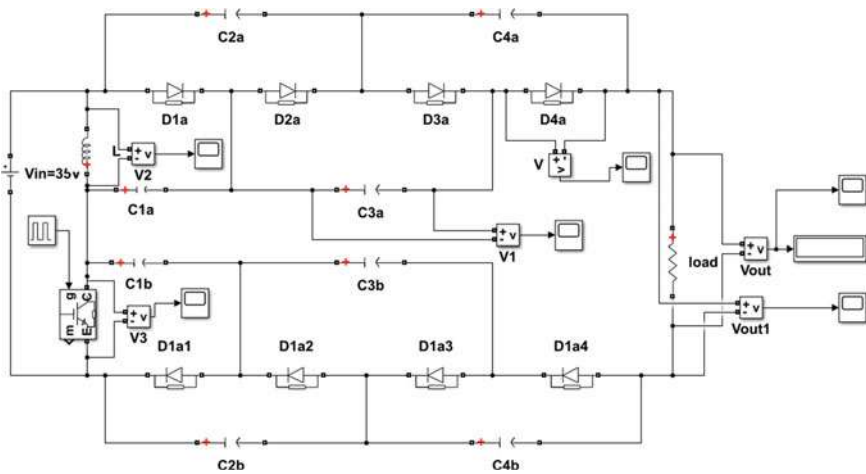 C2a
C4a
D1a
D2a
D3a
D4a
L
V2
Vin=35v
V
C1a
C3a
V1
load
Vout
C1b
C3b
g
C
m
E
V3
Vout1
D1a1
D1a2
D1a3
D1a4
C2b
C4b